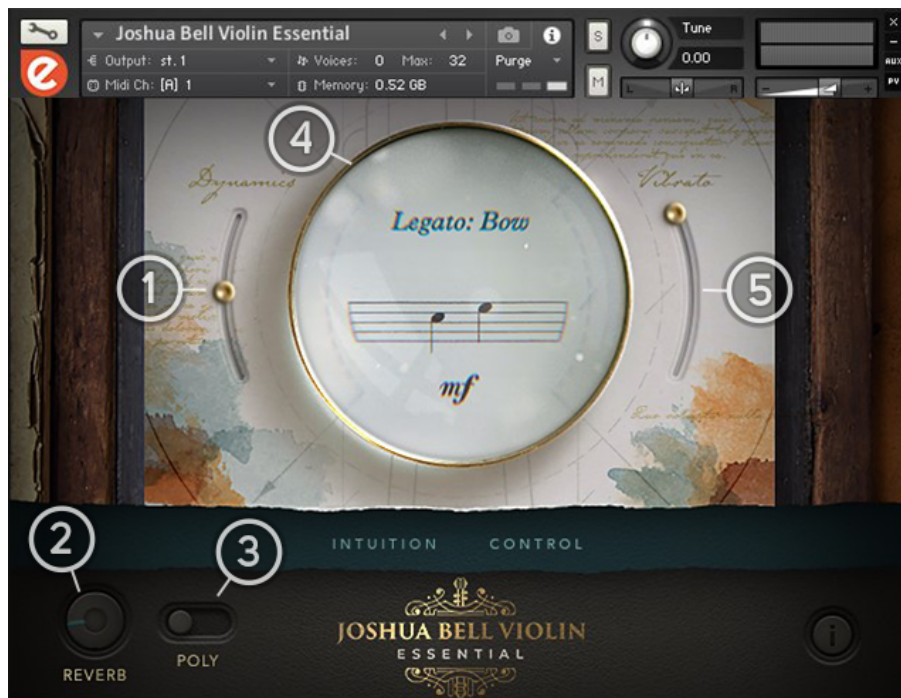 Joshua Bell Violin Essential
Output: st.1
Voices: 0 Max: 32
Purge
Midi Ch: [A] 1
Memory: 0.52 GB
S
M
Tune
0.00
L R
- +
×
-
AUX
PV
4
Dynamics
Vibrato
Legato: Bow
1
5
mf
2
3
INTUITION CONTROL
REVERB
POLY
JOSHUA BELL VIOLIN
ESSENTIAL
i